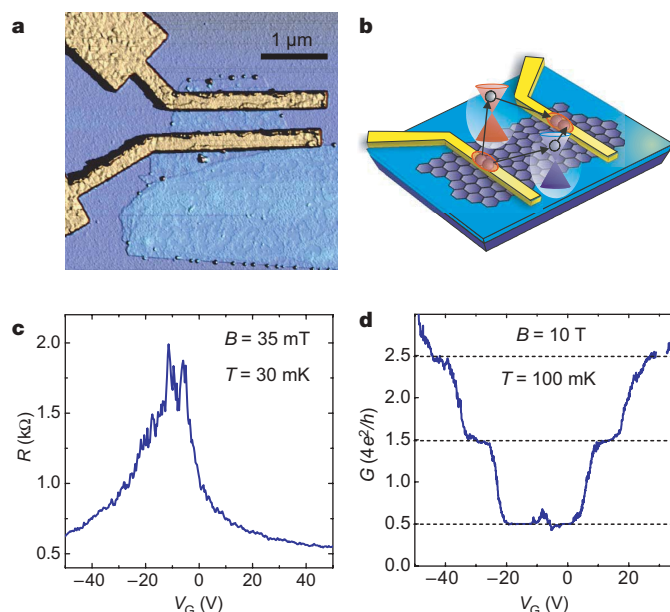 a
1 μm
b
c
B = 35 mT
T = 30 mK
2.0
1.5
1.0
0.5
R (kΩ)
−40 −20 0 20 40
V_G (V)
d
B = 10 T
T = 100 mK
2.5
2.0
1.5
1.0
0.5
0
G (4e²/h)
−40 −20 0 20
V_G (V)